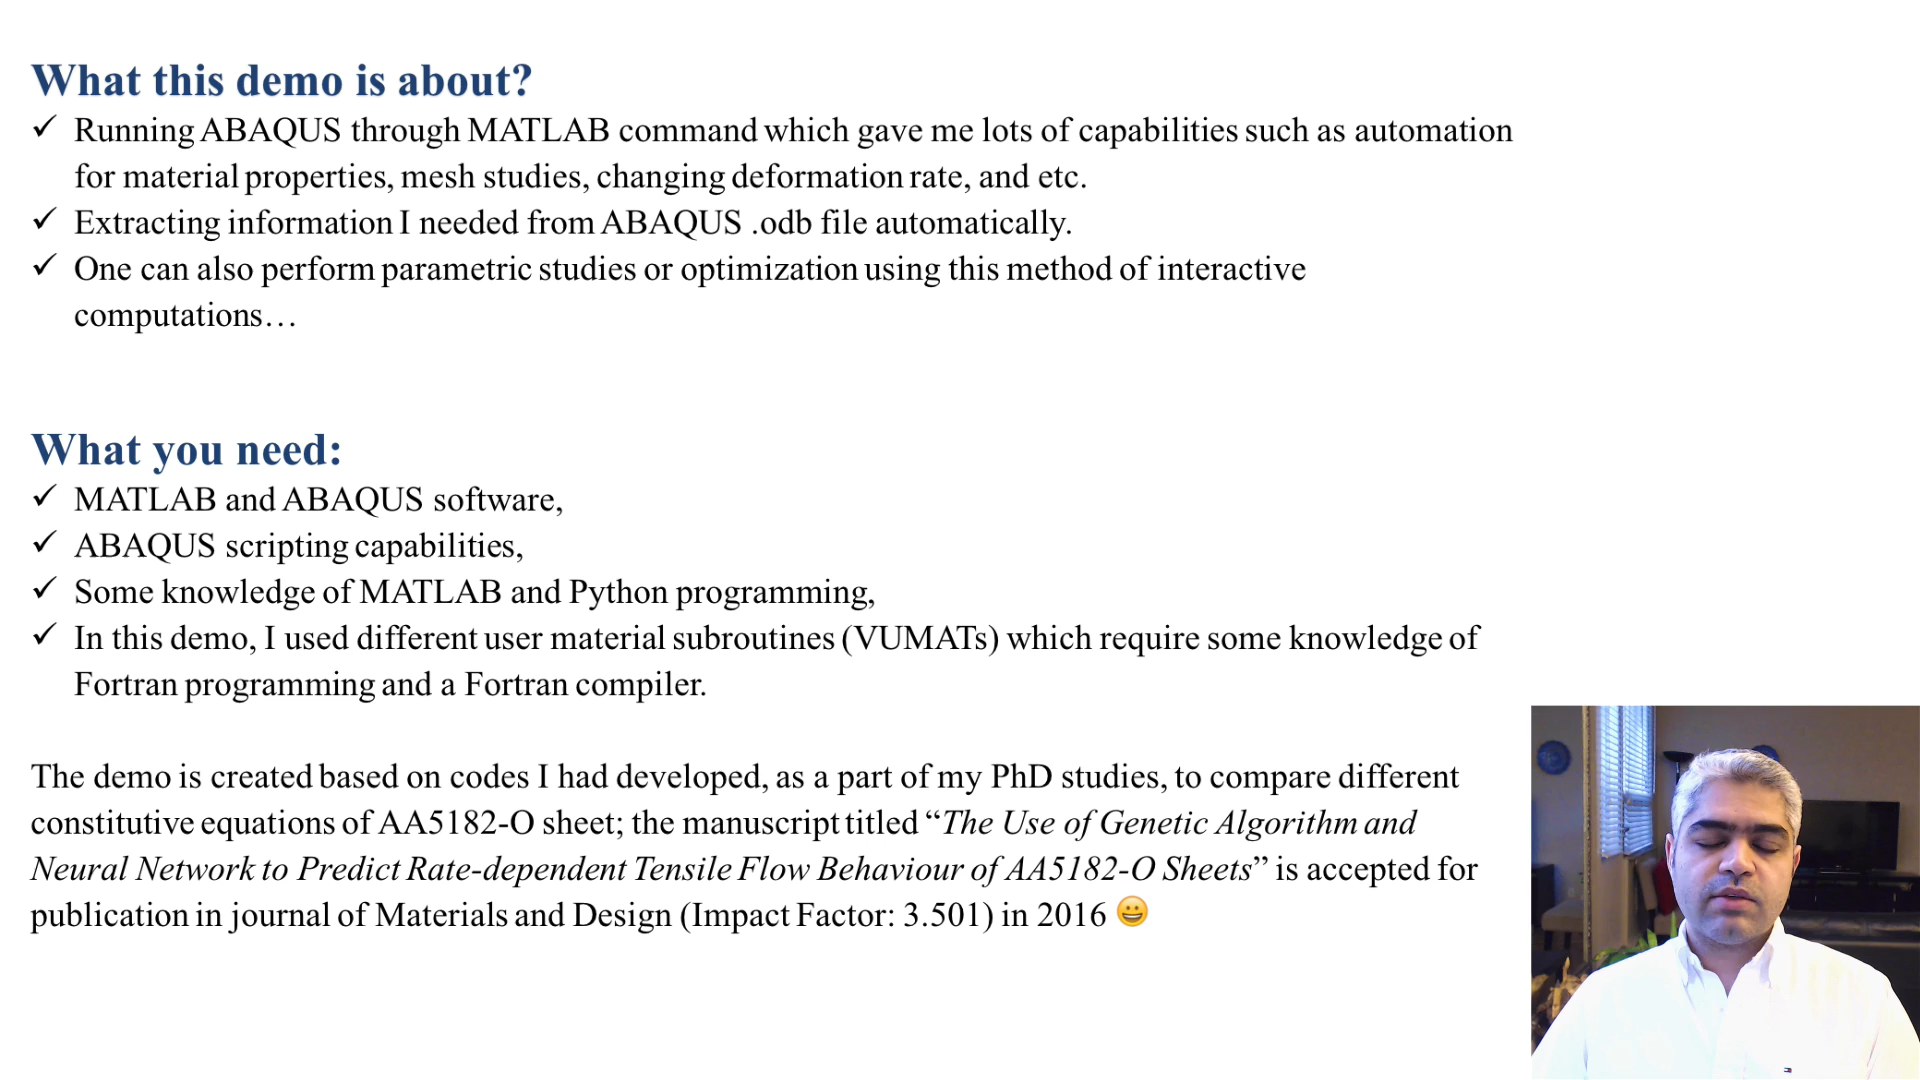 What this demo is about?
✓ Running ABAQUS through MATLAB command which gave me lots of capabilities such as automation
for material properties, mesh studies, changing deformation rate, and etc.
✓ Extracting information I needed from ABAQUS .odb file automatically.
✓ One can also perform parametric studies or optimization using this method of interactive
computations…
What you need:
✓ MATLAB and ABAQUS software,
✓ ABAQUS scripting capabilities,
✓ Some knowledge of MATLAB and Python programming,
✓ In this demo, I used different user material subroutines (VUMATs) which require some knowledge of
Fortran programming and a Fortran compiler.
The demo is created based on codes I had developed, as a part of my PhD studies, to compare different
constitutive equations of AA5182-O sheet; the manuscript titled “The Use of Genetic Algorithm and
Neural Network to Predict Rate-dependent Tensile Flow Behaviour of AA5182-O Sheets” is accepted for
publication in journal of Materials and Design (Impact Factor: 3.501) in 2016 😀